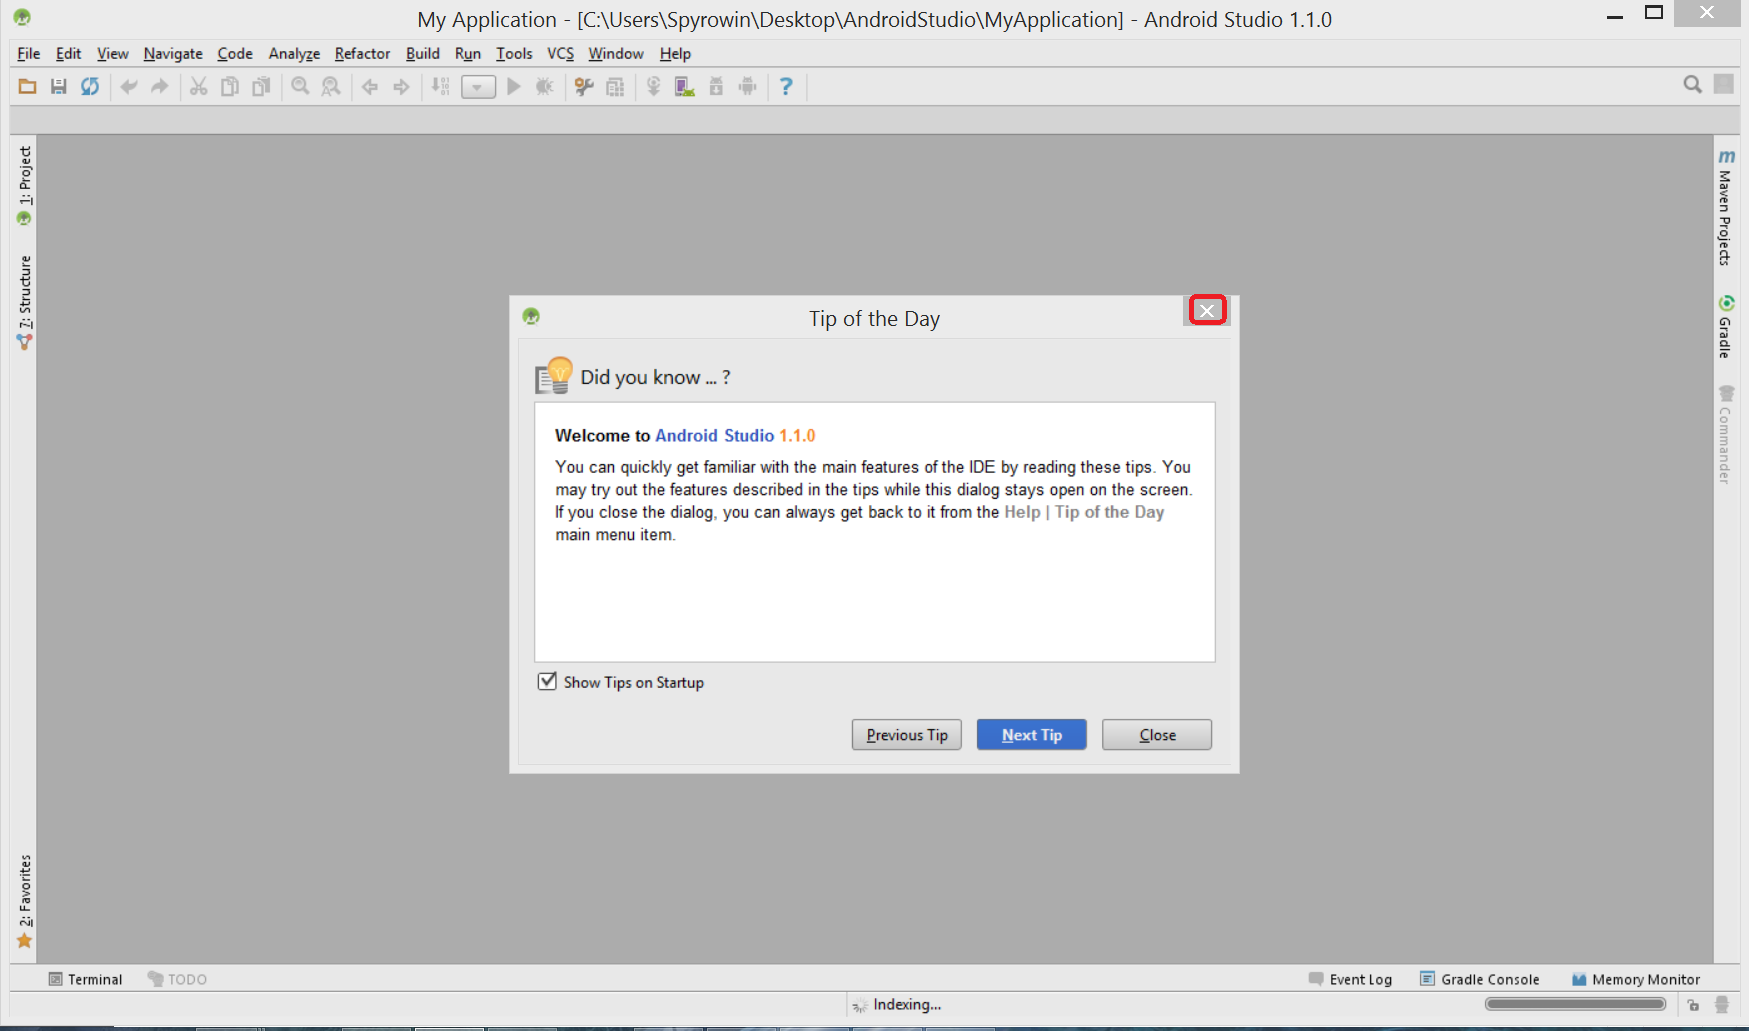 My Application - [C:\Users\Spyrowin\Desktop\AndroidStudio\MyApplication] - Android Studio 1.1.0
File Edit View Navigate Code Analyze Refactor Build Run Tools VCS Window Help
1: Project
7: Structure
2: Favorites
m Maven Projects
Gradle
Commander
Tip of the Day
Did you know ... ?
Welcome to Android Studio 1.1.0
You can quickly get familiar with the main features of the IDE by reading these tips. You
may try out the features described in the tips while this dialog stays open on the screen.
If you close the dialog, you can always get back to it from the Help | Tip of the Day
main menu item.
Show Tips on Startup
Previous Tip Next Tip Close
Terminal TODO Event Log Gradle Console Memory Monitor
Indexing...